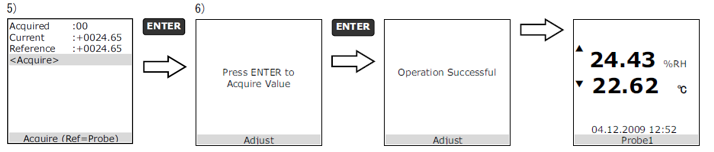 5)
Acquired :00
Current :+0024.65
Reference :+0024.65
<Acquire>
Acquire (Ref=Probe)
ENTER
6)
Press ENTER to
Acquire Value
Adjust
ENTER
Operation Successful
Adjust
24.43 %RH
22.62 °C
04.12.2009 12:52
Probe1